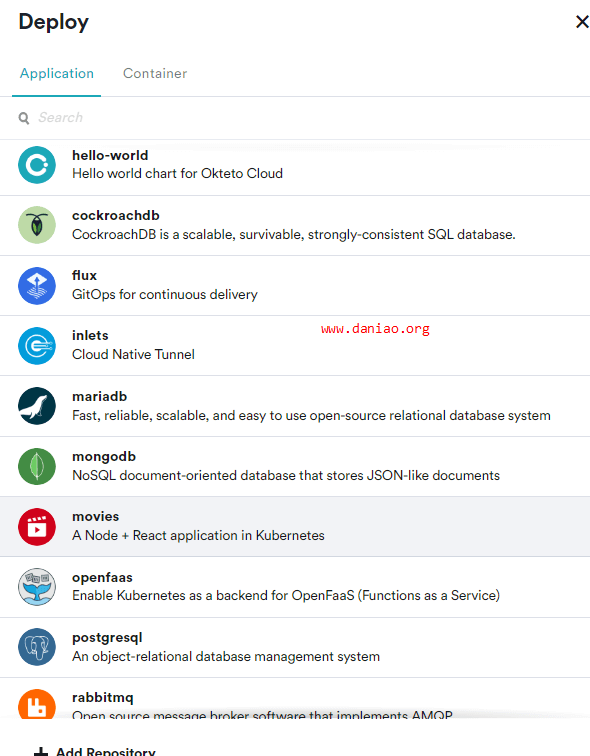 Deploy
Application Container
Search
hello-world
Hello world chart for Okteto Cloud
cockroachdb
CockroachDB is a scalable, survivable, strongly-consistent SQL database.
flux
GitOps for continuous delivery
www.daniao.org
inlets
Cloud Native Tunnel
mariadb
Fast, reliable, scalable, and easy to use open-source relational database system
mongodb
NoSQL document-oriented database that stores JSON-like documents
movies
A Node + React application in Kubernetes
openfaas
Enable Kubernetes as a backend for OpenFaaS (Functions as a Service)
postgresql
An object-relational database management system
rabbitmq
Open source message broker software that implements AMQP
Add Repository